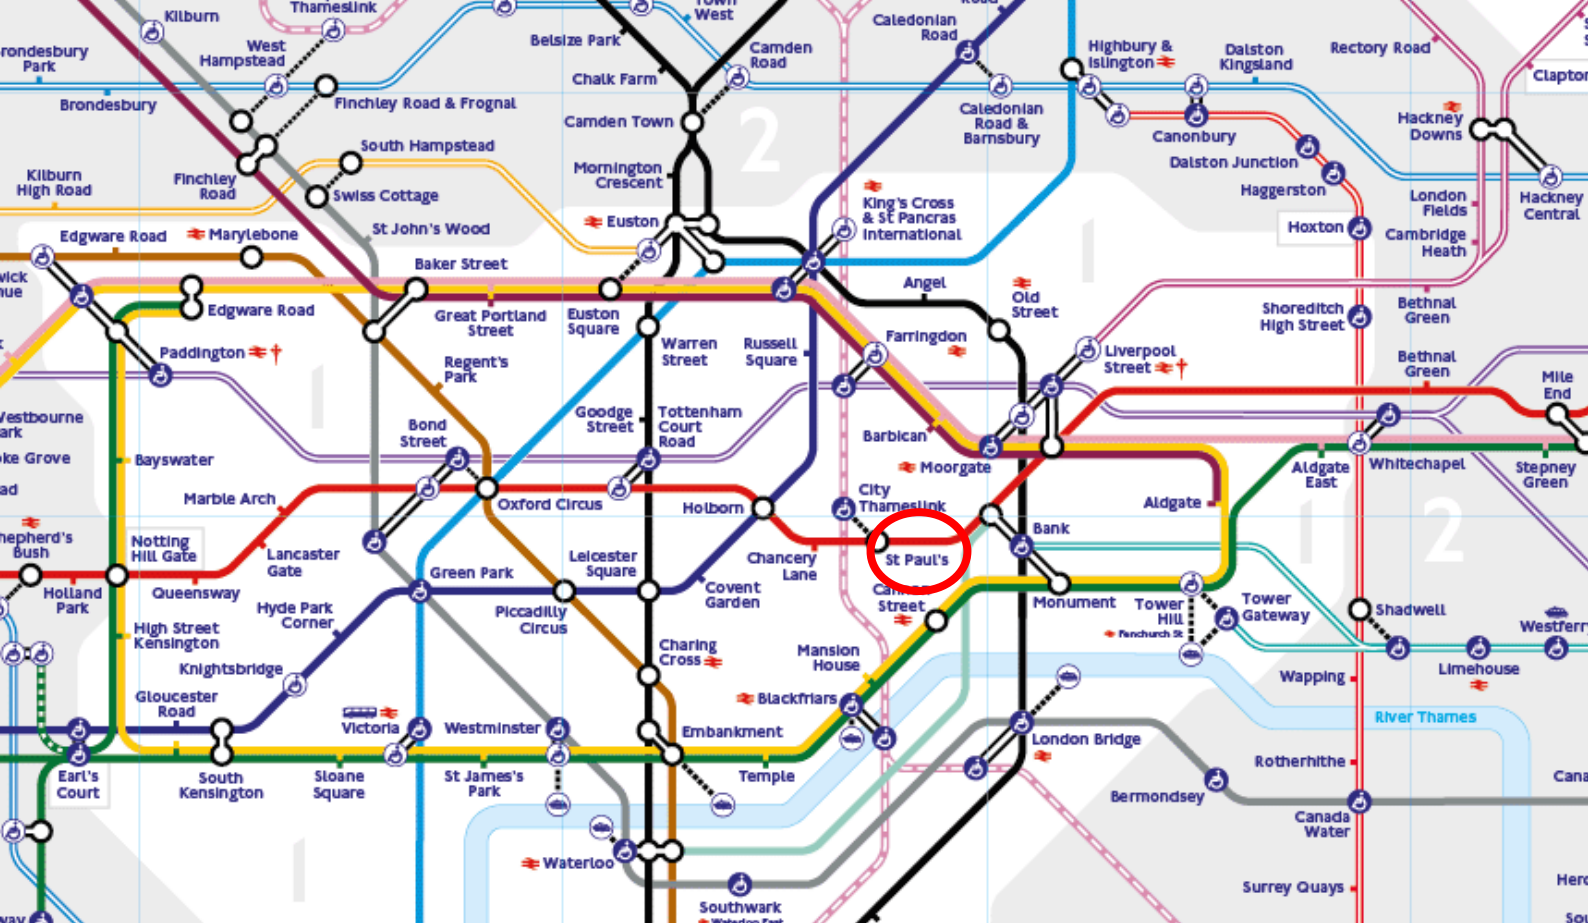 Kilburn
Thameslink
Town
West
Belsize Park
Caledonian
Road
Highbury &
Islington
Dalston
Kingsland
Rectory Road
Clapton
West
Hampstead
Park
Brondesbury
Finchley Road & Frognal
Chalk Farm
Camden
Road
Camden Town
2
Caledonian
Road &
Barnsbury
Canonbury
Dalston Junction
Haggerston
Hackney
Downs
South Hampstead
Kilburn
High Road
Finchley
Road
Swiss Cottage
Mornington
Crescent
King's Cross
& St Pancras
International
London
Fields
Hackney
Central
Hoxton
Cambridge
Heath
Edgware Road
Marylebone
St John's Wood
Euston
1
Baker Street
Edgware Road
Great Portland
Street
Euston
Square
Angel
Old
Street
Shoreditch
High Street
Bethnal
Green
Paddington
Regent's
Park
Warren
Street
Russell
Square
Farringdon
Liverpool
Street
Bethnal
Green
Mile
End
1
Bond
Street
Goodge
Street
Tottenham
Court
Road
Barbican
Moorgate
Bayswater
Aldgate
East
Whitechapel
Stepney
Green
Marble Arch
Oxford Circus
Holborn
City
Thameslink
Aldgate
1
2
Notting
Hill Gate
Bush
Lancaster
Gate
Leicester
Square
Chancery
Lane
St Paul's
Bank
Holland
Park
Queensway
Green Park
Hyde Park
Corner
Piccadilly
Circus
Covent
Garden
Cannon
Street
Monument
Tower
Hill
Fenchurch St
Tower
Gateway
Shadwell
Westferry
Limehouse
High Street
Kensington
Knightsbridge
Charing
Cross
Mansion
House
Wapping
Gloucester
Road
Victoria
Westminster
Blackfriars
River Thames
Embankment
London Bridge
Earl's
Court
South
Kensington
Sloane
Square
St James's
Park
Temple
Rotherhithe
Bermondsey
Canada
Water
1
Waterloo
Southwark
Waterloo East
Surrey Quays